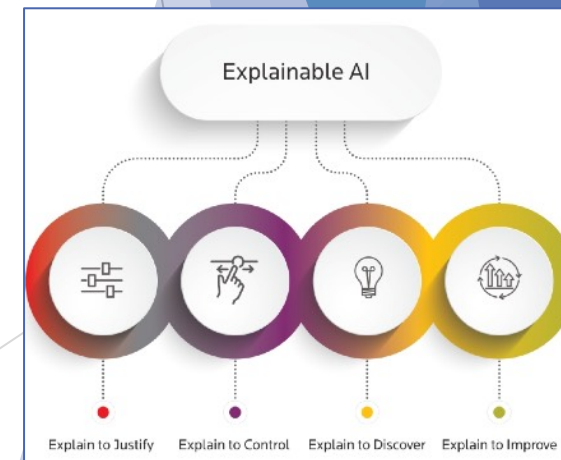 Explainable AI
Explain to Justify
Explain to Control
Explain to Discover
Explain to Improve